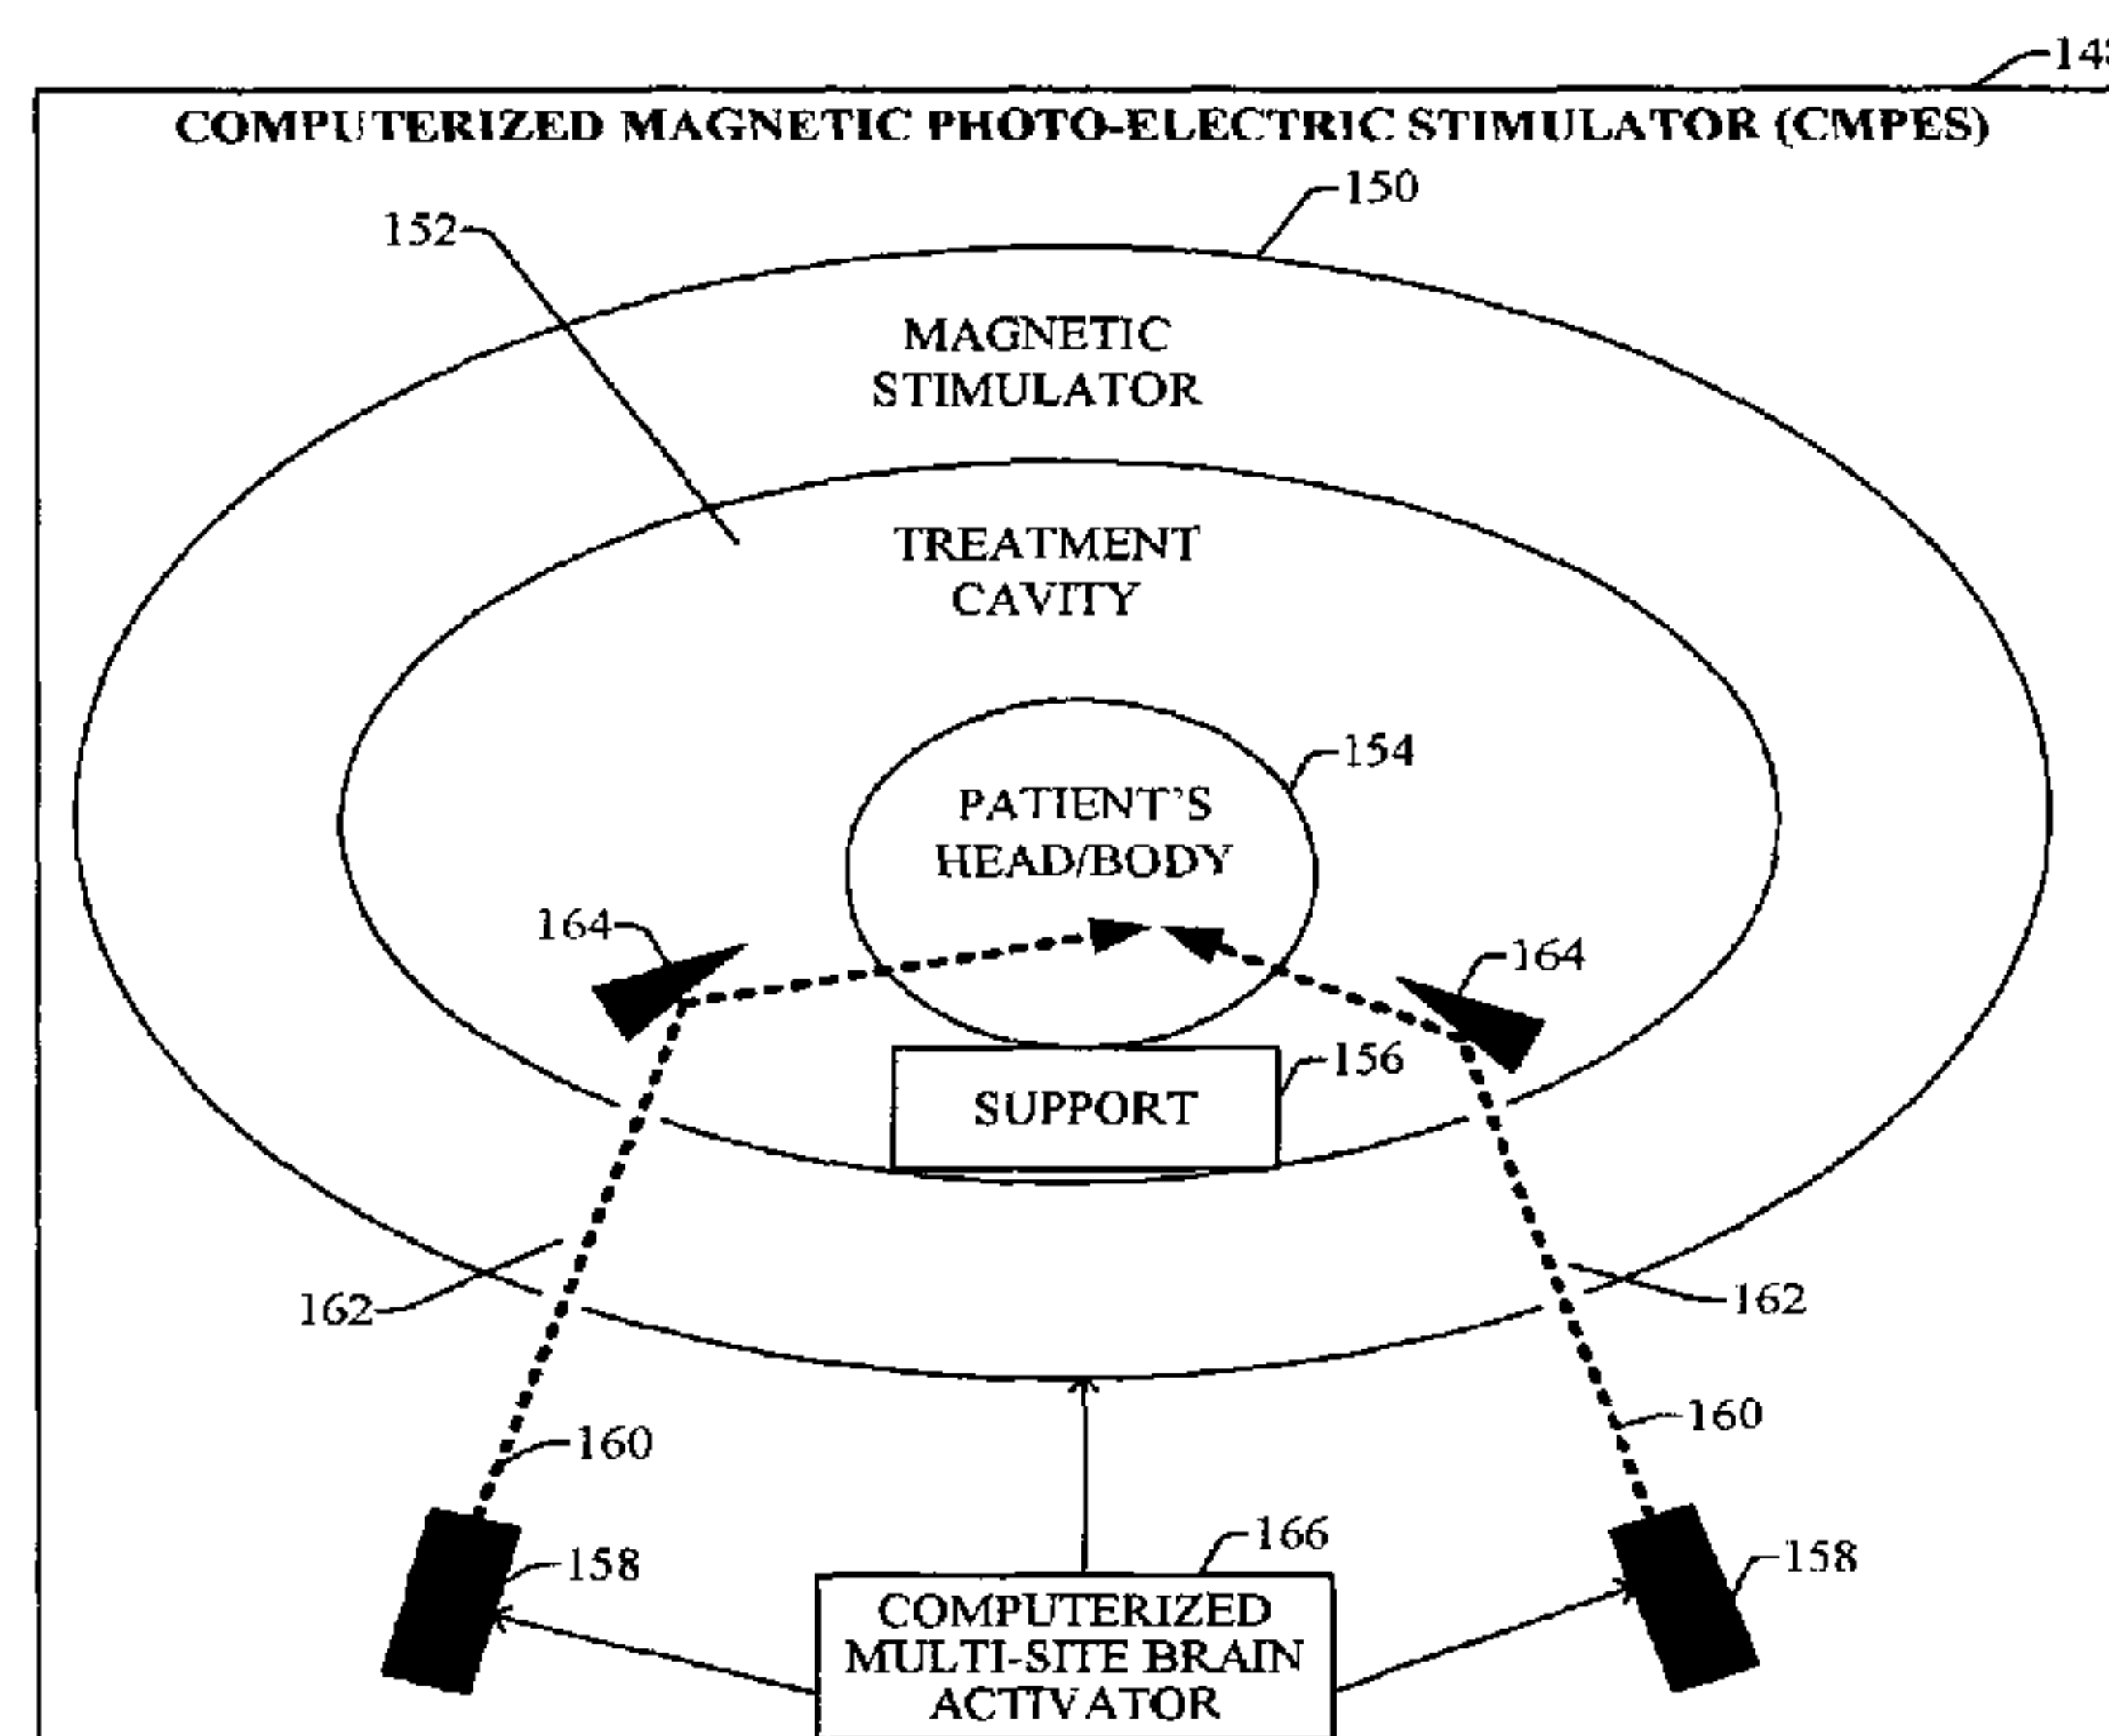 COMPUTERIZED MAGNETIC PHOTO-ELECTRIC STIMULATOR (CMPES)
150
152
MAGNETIC
STIMULATOR
TREATMENT
CAVITY
154
PATIENT'S
HEAD/BODY
164
164
156
SUPPORT
162
162
160
160
166
158
158
COMPUTERIZED
MULTI-SITE BRAIN
ACTIVATOR